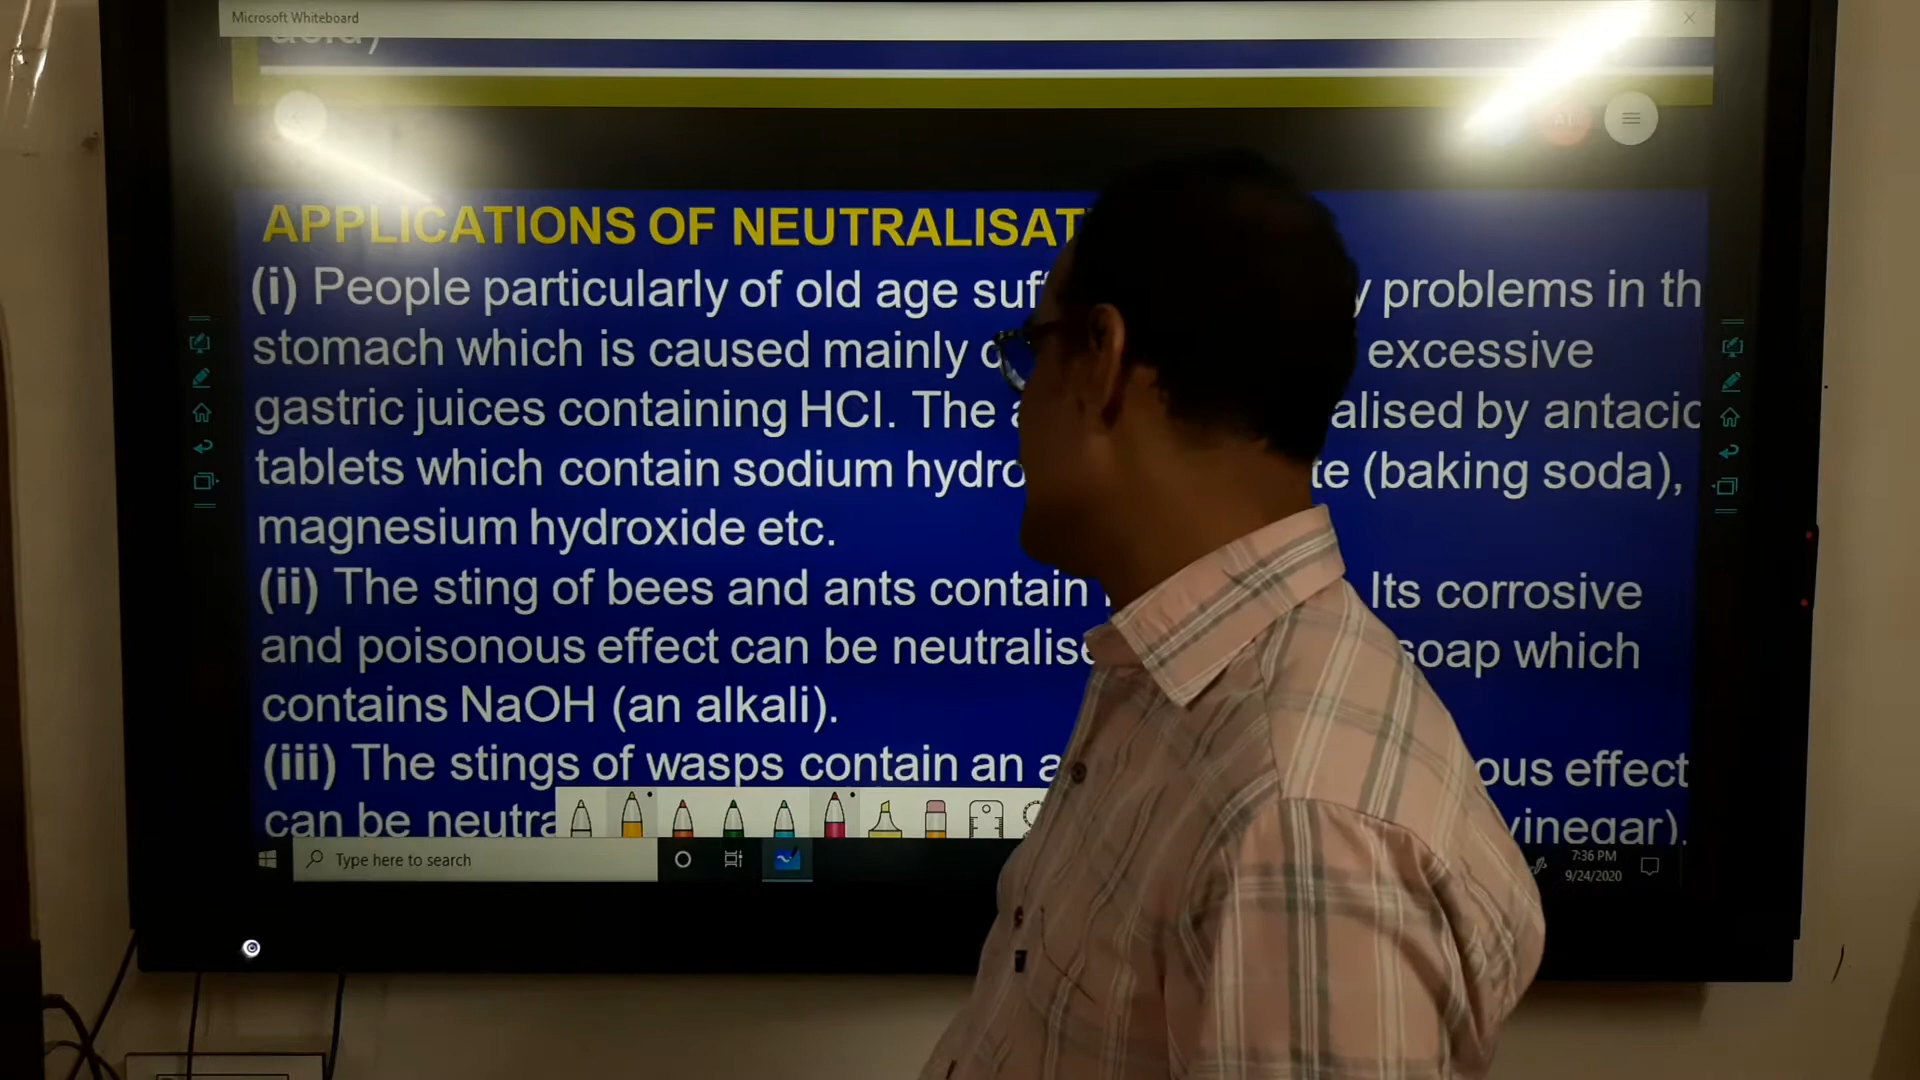 Microsoft Whiteboard
acid)
APPLICATIONS OF NEUTRALISAT
(i) People particularly of old age suf y problems in th
stomach which is caused mainly excessive
gastric juices containing HCl. The alised by antacid
tablets which contain sodium hydro te (baking soda),
magnesium hydroxide etc.
(ii) The sting of bees and ants contain Its corrosive
and poisonous effect can be neutralise soap which
contains NaOH (an alkali).
(iii) The stings of wasps contain an a ous effect
can be neutra vinegar).
Type here to search
7:36 PM
9/24/2020